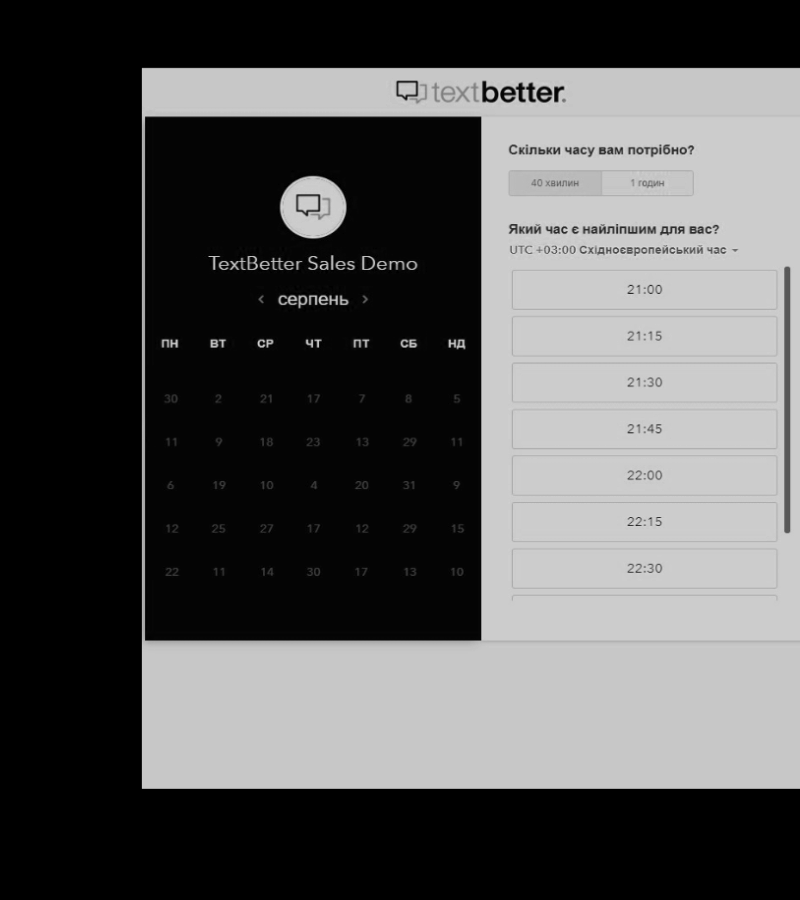 textbetter.
TextBetter Sales Demo
‹ серпень ›
ПН ВТ СР ЧТ ПТ СБ НД
30 2 21 17 7 8 5
11 9 18 23 13 29 11
6 19 10 4 20 31 9
12 25 27 17 12 29 15
22 11 14 30 17 13 10
Скільки часу вам потрібно?
40 хвилин 1 годин
Який час є найліпшим для вас?
UTC +03:00 Східноєвропейський час
21:00
21:15
21:30
21:45
22:00
22:15
22:30